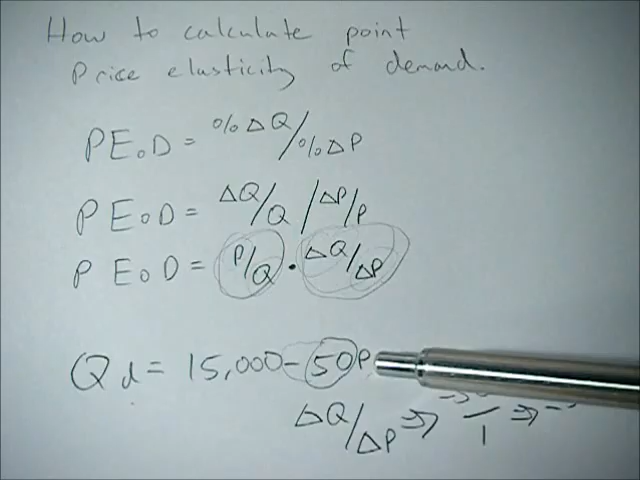 How to calculate point
Price elasticity of demand.
PEoD = %ΔQ/%ΔP
PEoD = ΔQ/Q / ΔP/P
PEoD = P/Q · ΔQ/ΔP
Qd = 15,000 - 50P
ΔQ/ΔP ⇒ /1 ⇒